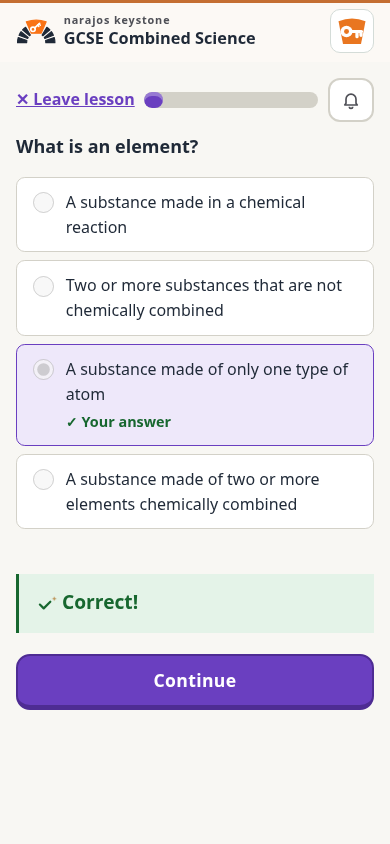 narajos keystone
GCSE Combined Science
✕ Leave lesson
What is an element?
A substance made in a chemical
reaction
Two or more substances that are not
chemically combined
A substance made of only one type of
atom
✓ Your answer
A substance made of two or more
elements chemically combined
Correct!
Continue